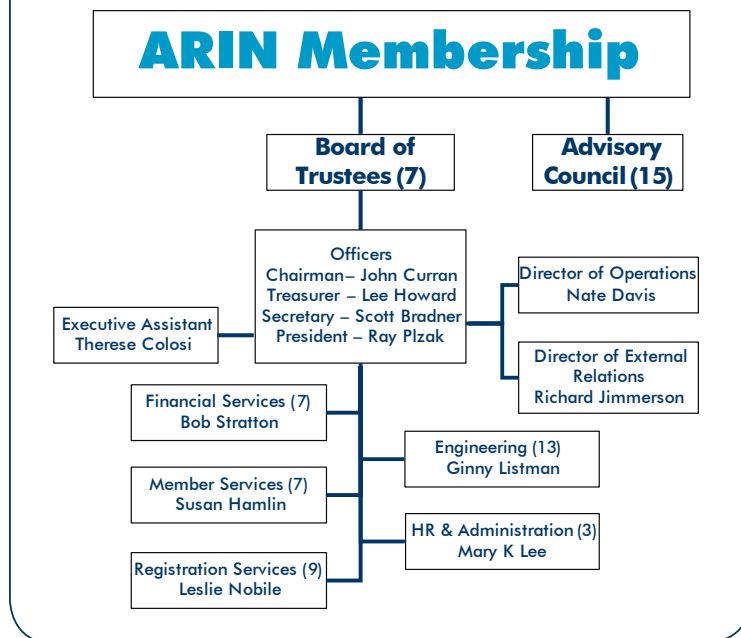 ARIN Membership
Board of
Trustees (7)
Advisory
Council (15)
Officers
Chairman– John Curran
Treasurer – Lee Howard
Secretary – Scott Bradner
President – Ray Plzak
Executive Assistant
Therese Colosi
Director of Operations
Nate Davis
Director of External
Relations
Richard Jimmerson
Financial Services (7)
Bob Stratton
Engineering (13)
Ginny Listman
Member Services (7)
Susan Hamlin
HR & Administration (3)
Mary K Lee
Registration Services (9)
Leslie Nobile